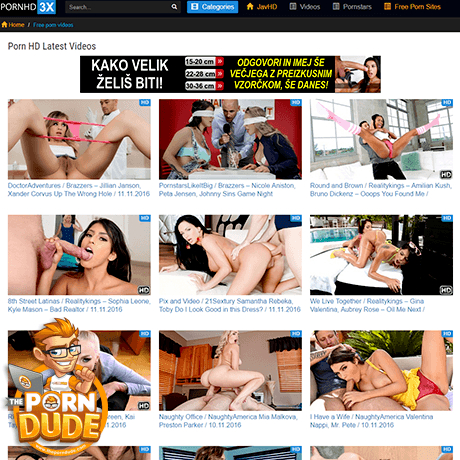 PORNHD 3X
Search...
Categories
JavHD
Videos
Pornstars
Free Porn Sites
Home / Free porn videos
Porn HD Latest Videos
KAKO VELIK
ŽELIŠ BITI!
15-20 cm
22-28 cm
30-36 cm
ODGOVORI IN IMEJ ŠE
VEČJEGA Z PREIZKUSNIM
VZORČKOM, ŠE DANES!
HD
HD
HD
DoctorAdventures / Brazzers – Jillian Janson,
Xander Corvus Up The Wrong Hole / 11.11.2016
PornstarsLikeItBig / Brazzers – Nicole Aniston,
Peta Jensen, Johnny Sins Game Night
Round and Brown / Realitykings – Amilian Kush,
Bruno Dickenz – Ooops You Found Me /
HD
HD
HD
8th Street Latinas / Realitykings – Sophia Leone,
Kyle Mason – Bad Realtor / 11.11.2016
Pix and Video / 21Sextury Samantha Rebeka,
Toby Do I Look Good in this Dress? / 11.11.2016
We Live Together / Realitykings – Gina
Valentina, Aubrey Rose – Oil Me Next /
HD
HD
HD
THE
PORN
DUDE
Naughty Office / NaughtyAmerica Mia Malkova,
Preston Parker / 10.11.2016
I Have a Wife / NaughtyAmerica Valentina
Nappi, Mr. Pete / 10.11.2016
HD
HD
HD